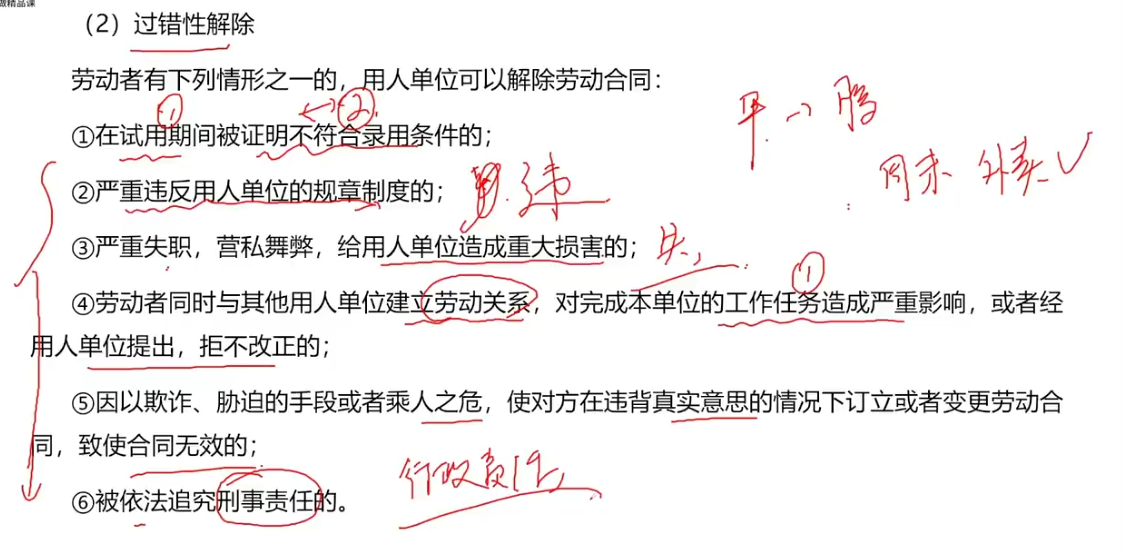 做精品课
（2）过错性解除
劳动者有下列情形之一的，用人单位可以解除劳动合同：
① ②
①在试用期间被证明不符合录用条件的；
②严重违反用人单位的规章制度的； 违
周末 外卖
③严重失职，营私舞弊，给用人单位造成重大损害的； 失
①
④劳动者同时与其他用人单位建立劳动关系，对完成本单位的工作任务造成严重影响，或者经
用人单位提出，拒不改正的；
⑤因以欺诈、胁迫的手段或者乘人之危，使对方在违背真实意思的情况下订立或者变更劳动合
同，致使合同无效的；
行政责任
⑥被依法追究刑事责任的。